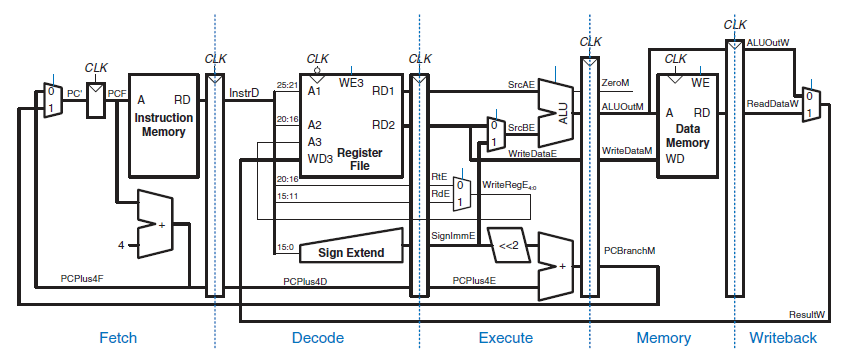 CLK
ALUOutW
CLK
CLK
CLK
CLK
CLK
CLK
0
1
PC'
PCF
A
RD
Instruction
Memory
InstrD
25:21
A1
WE3
RD1
20:16
A2
RD2
A3
WD3
Register
File
SrcAE
0
1
SrcBE
ALU
ZeroM
ALUOutM
WE
A
RD
Data
Memory
WD
ReadDataW
0
1
WriteDataE
WriteDataM
20:16
RtE
0
1
WriteRegE4:0
15:11
RdE
4
+
15:0
Sign Extend
SignImmE
<<2
+
PCBranchM
PCPlus4F
PCPlus4D
PCPlus4E
ResultW
Fetch
Decode
Execute
Memory
Writeback